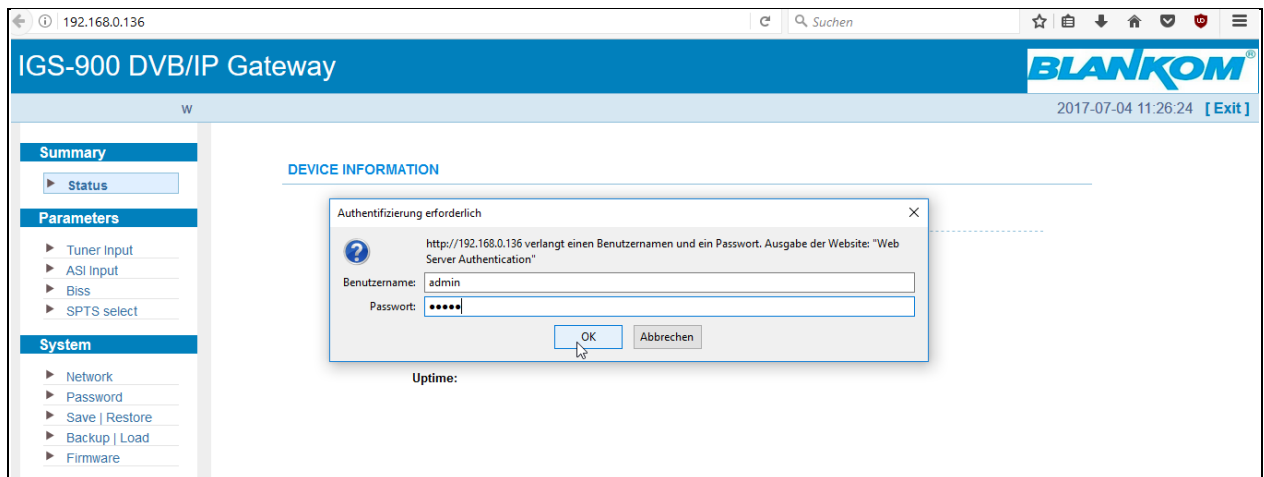 192.168.0.136
Suchen
IGS-900 DVB/IP Gateway
BLANKOM®
W
2017-07-04 11:26:24 [ Exit ]
Summary
Status
Parameters
Tuner Input
ASI Input
Biss
SPTS select
System
Network
Password
Save | Restore
Backup | Load
Firmware
DEVICE INFORMATION
Authentifizierung erforderlich
http://192.168.0.136 verlangt einen Benutzernamen und ein Passwort. Ausgabe der Website: "Web
Server Authentication"
Benutzername: admin
Passwort: •••••
OK Abbrechen
Uptime: